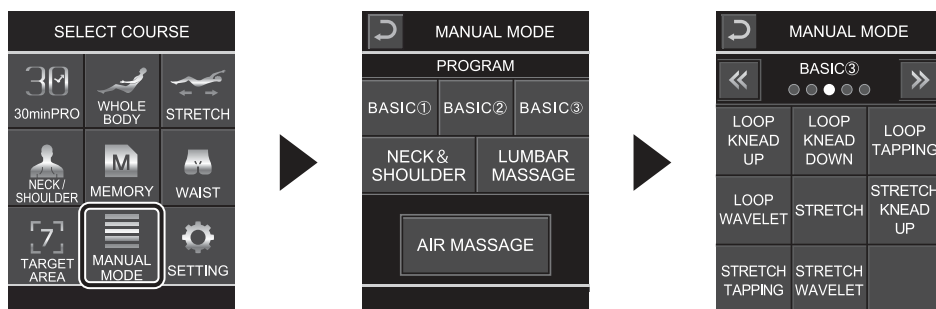 SELECT COURSE
30
30minPRO
WHOLE
BODY
STRETCH
NECK/
SHOULDER
M
MEMORY
WAIST
7
TARGET
AREA
MANUAL
MODE
SETTING
MANUAL MODE
PROGRAM
BASIC① BASIC② BASIC③
NECK &
SHOULDER
LUMBAR
MASSAGE
AIR MASSAGE
MANUAL MODE
BASIC③
LOOP
KNEAD
UP
LOOP
KNEAD
DOWN
LOOP
TAPPING
LOOP
WAVELET
STRETCH
STRETCH
KNEAD
UP
STRETCH
TAPPING
STRETCH
WAVELET